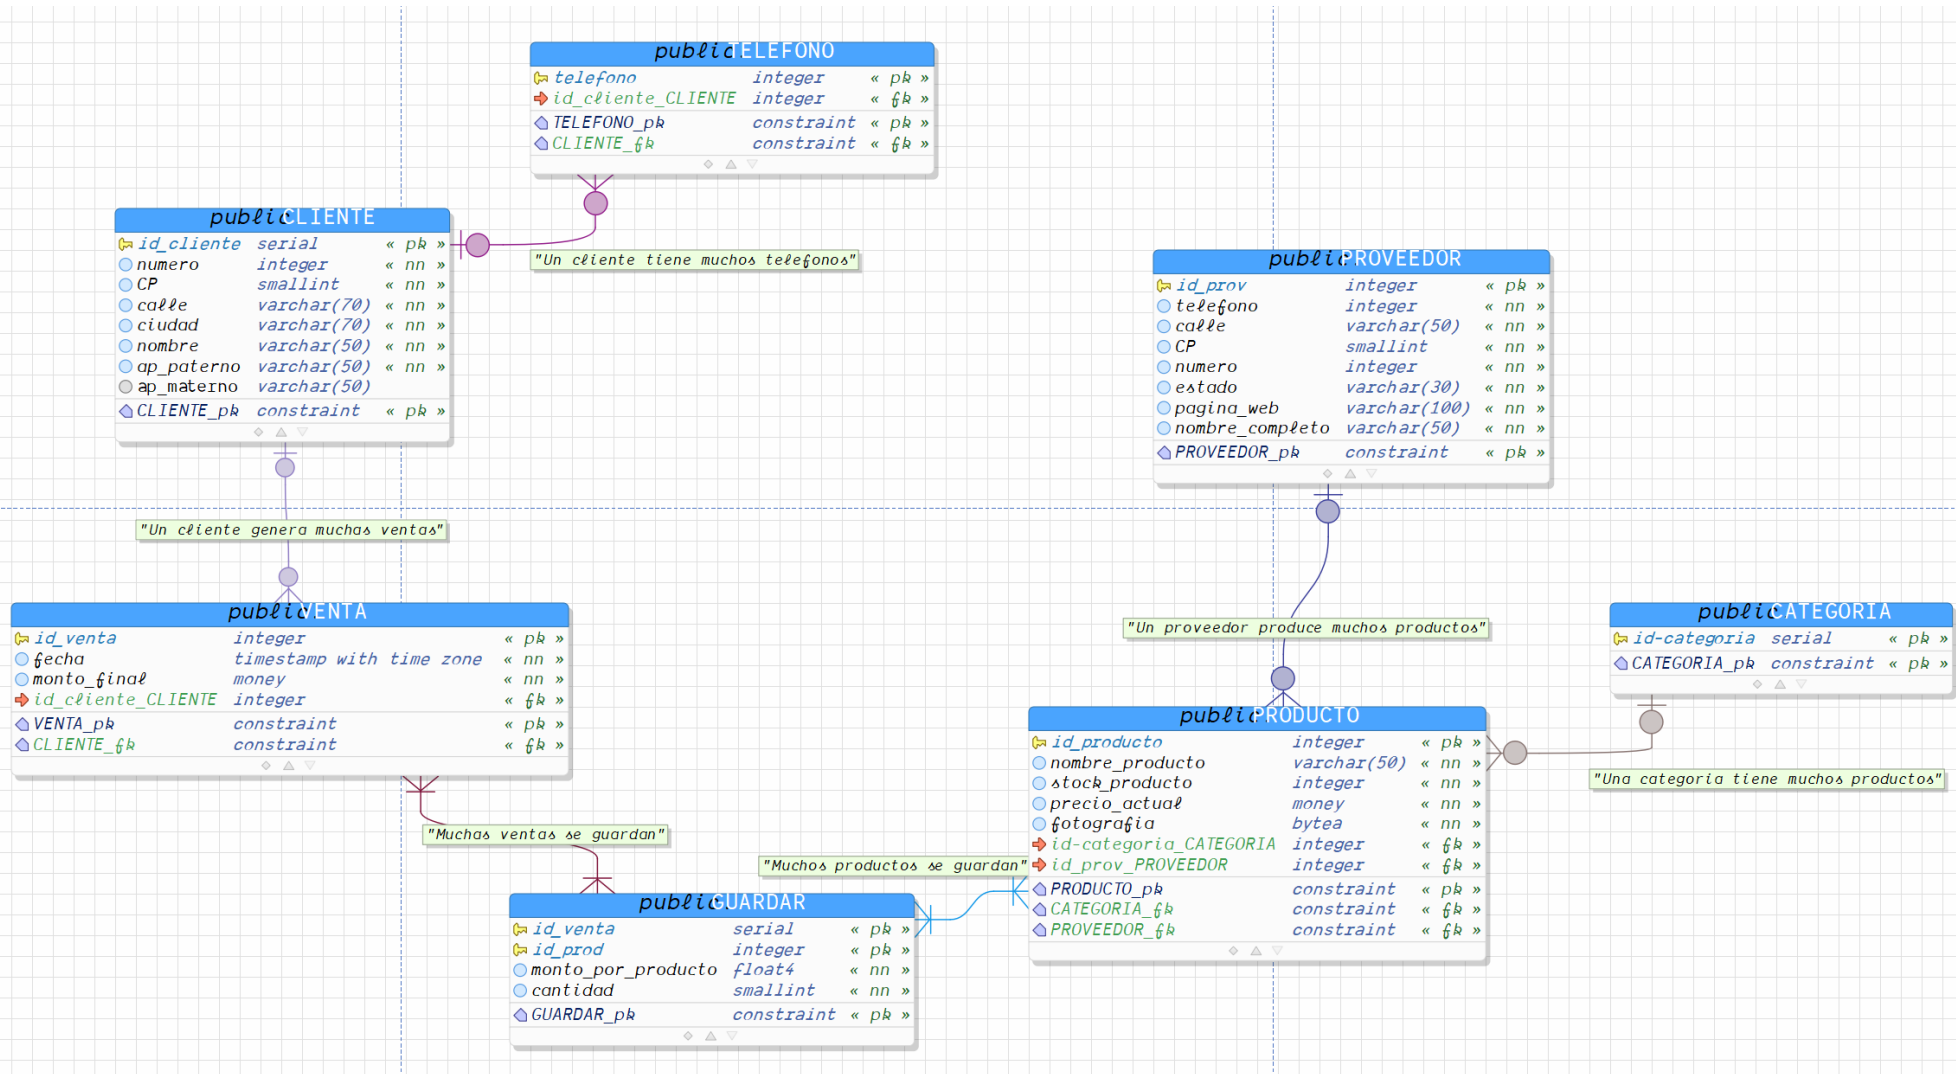 public TELEFONO
telefono integer « pk »
id_cliente_CLIENTE integer « fk »
TELEFONO_pk constraint « pk »
CLIENTE_fk constraint « fk »
public CLIENTE
id_cliente serial « pk »
numero integer « nn »
CP smallint « nn »
calle varchar(70) « nn »
ciudad varchar(70) « nn »
nombre varchar(50) « nn »
ap_paterno varchar(50) « nn »
ap_materno varchar(50)
CLIENTE_pk constraint « pk »
"Un cliente tiene muchos telefonos"
public PROVEEDOR
id_prov integer « pk »
telefono integer « nn »
calle varchar(50) « nn »
CP smallint « nn »
numero integer « nn »
estado varchar(30) « nn »
pagina_web varchar(100) « nn »
nombre_completo varchar(50) « nn »
PROVEEDOR_pk constraint « pk »
"Un cliente genera muchas ventas"
public VENTA
id_venta integer « pk »
fecha timestamp with time zone « nn »
monto_final money « nn »
id_cliente_CLIENTE integer « fk »
VENTA_pk constraint « pk »
CLIENTE_fk constraint « fk »
"Un proveedor produce muchos productos"
public CATEGORIA
id-categoria serial « pk »
CATEGORIA_pk constraint « pk »
"Una categoria tiene muchos productos"
public PRODUCTO
id_producto integer « pk »
nombre_producto varchar(50) « nn »
stock_producto integer « nn »
precio_actual money « nn »
fotografia bytea « nn »
id-categoria_CATEGORIA integer « fk »
id_prov_PROVEEDOR integer « fk »
PRODUCTO_pk constraint « pk »
CATEGORIA_fk constraint « fk »
PROVEEDOR_fk constraint « fk »
"Muchas ventas se guardan"
"Muchos productos se guardan"
public GUARDAR
id_venta serial « pk »
id_prod integer « pk »
monto_por_producto float4 « nn »
cantidad smallint « nn »
GUARDAR_pk constraint « pk »